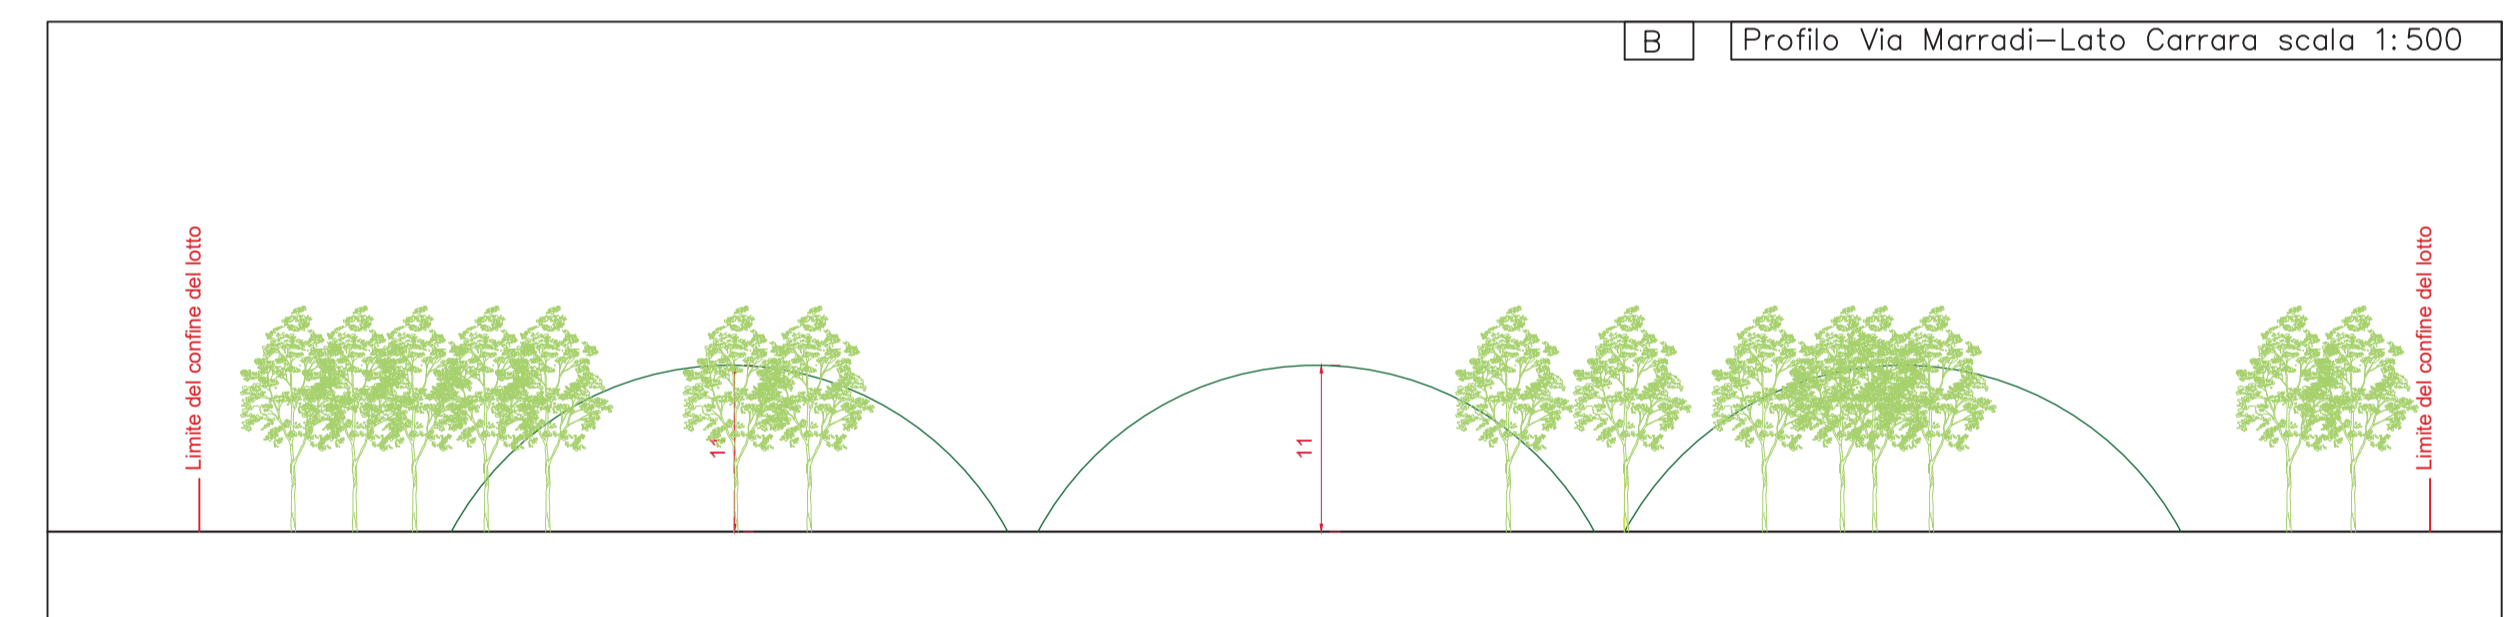 B
Profilo Via Marradi-Lato Carrara scala 1:500
Limite del confine del lotto
11
11
Limite del confine del lotto